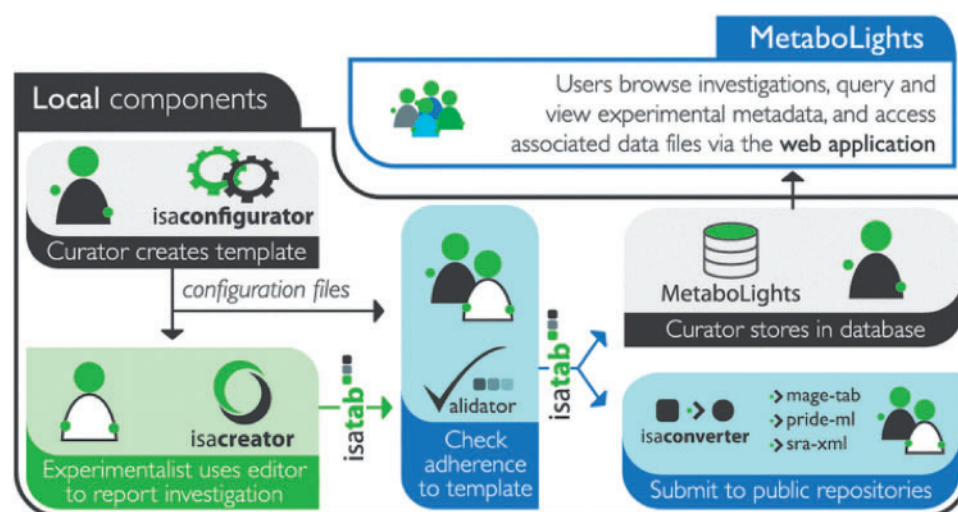 MetaboLights
Users browse investigations, query and
view experimental metadata, and access
associated data files via the web application
Local components
isaconfigurator
Curator creates template
configuration files
isacreator
Experimentalist uses editor
to report investigation
isatab
alidator
Check
adherence
to template
isatab
MetaboLights
Curator stores in database
isaconverter
mage-tab
pride-ml
sra-xml
Submit to public repositories